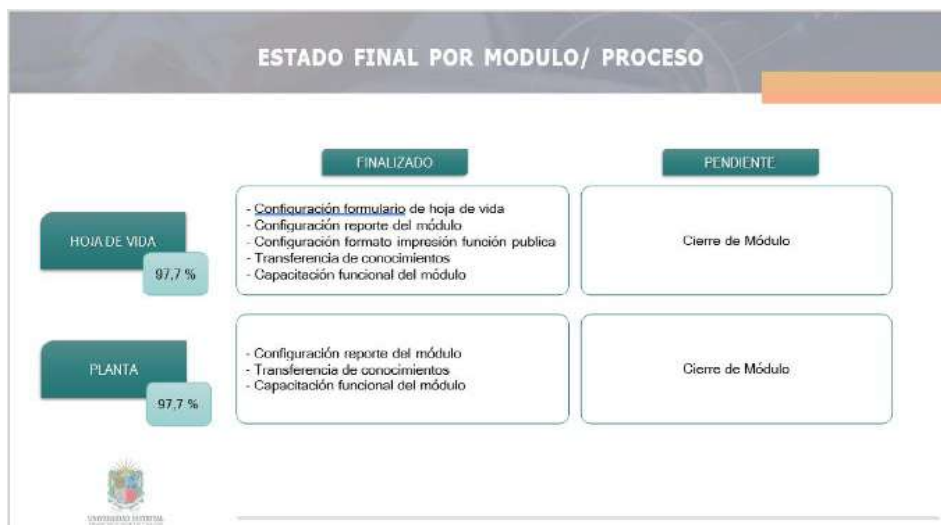 ESTADO FINAL POR MODULO/ PROCESO
FINALIZADO
PENDIENTE
HOJA DE VIDA
97,7 %
- Configuración formulario de hoja de vida
- Configuración reporte del módulo
- Configuración formato impresión función publica
- Transferencia de conocimientos
- Capacitación funcional del módulo
Cierre de Módulo
PLANTA
97,7 %
- Configuración reporte del módulo
- Transferencia de conocimientos
- Capacitación funcional del módulo
Cierre de Módulo
UNIVERSIDAD DISTRITAL